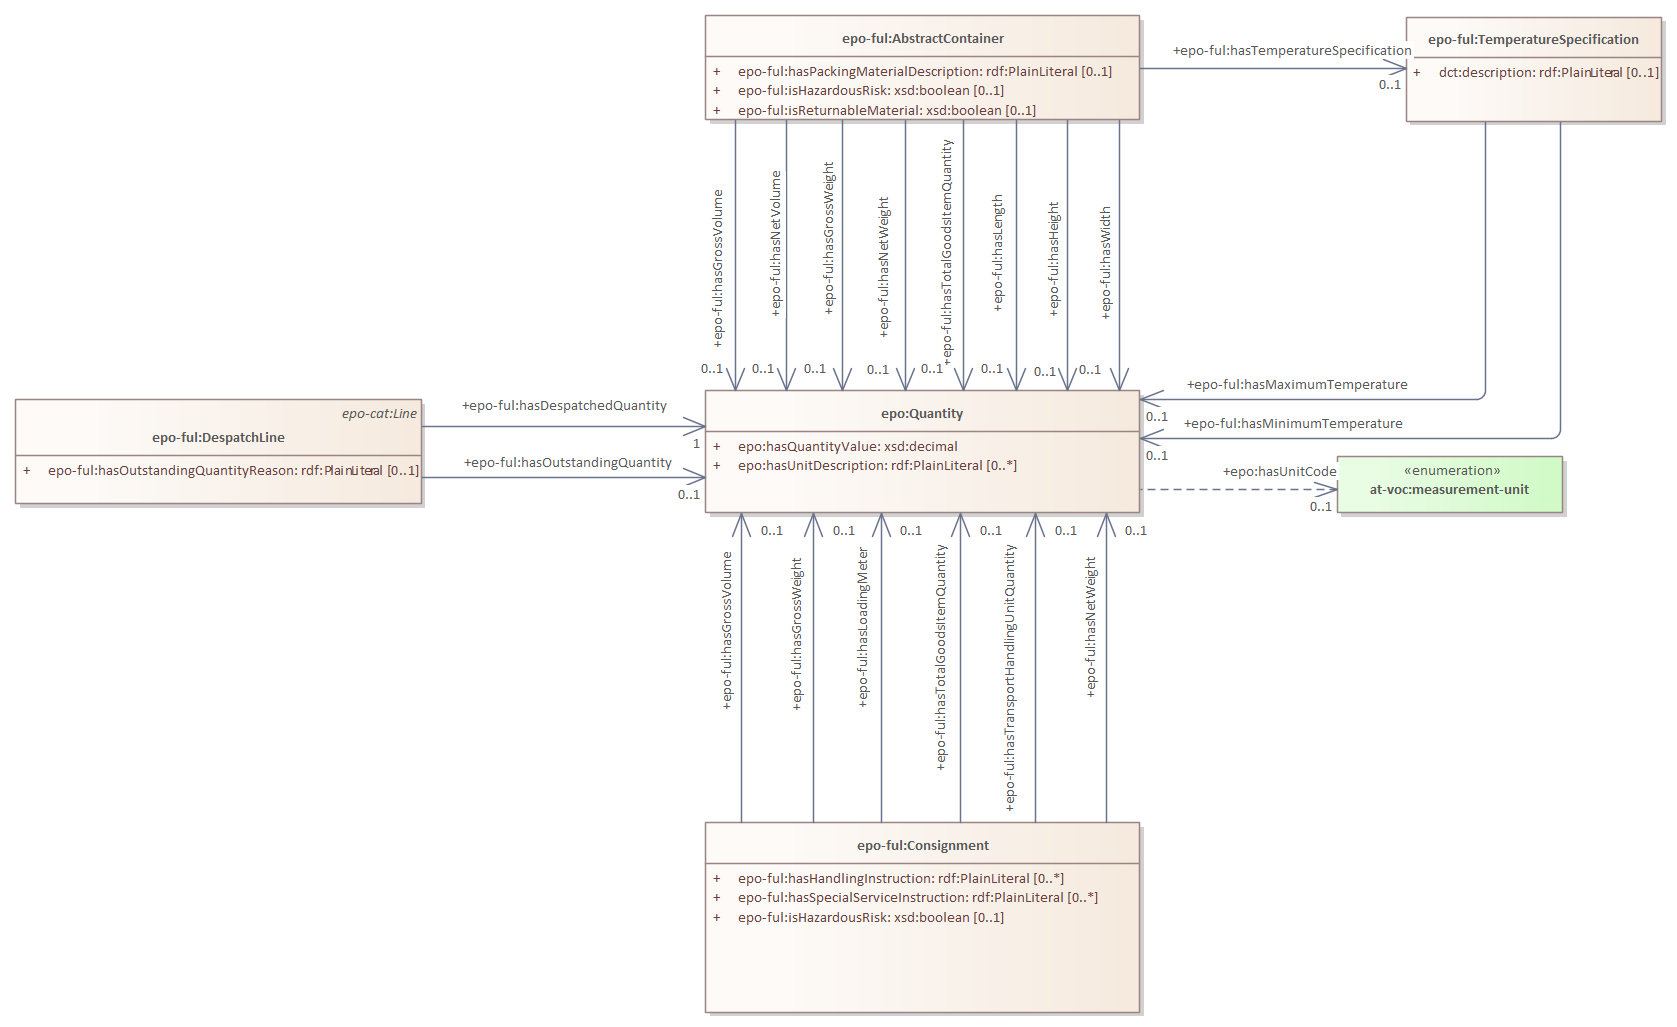 epo-ful:AbstractContainer
+ epo-ful:hasPackingMaterialDescription: rdf:PlainLiteral [0..1]
+ epo-ful:isHazardousRisk: xsd:boolean [0..1]
+ epo-ful:isReturnableMaterial: xsd:boolean [0..1]
+epo-ful:hasTemperatureSpecification
0..1
epo-ful:TemperatureSpecification
+ dct:description: rdf:PlainLiteral [0..1]
+epo-ful:hasGrossVolume
+epo-ful:hasNetVolume
+epo-ful:hasGrossWeight
+epo-ful:hasNetWeight
+epo-ful:hasTotalGoodsItemQuantity
+epo-ful:hasLength
+epo-ful:hasHeight
+epo-ful:hasWidth
0..1
0..1
0..1
0..1
0..1
0..1
0..1
0..1
+epo-ful:hasMaximumTemperature
0..1
+epo-ful:hasMinimumTemperature
0..1
epo-cat:Line
epo-ful:DespatchLine
+ epo-ful:hasOutstandingQuantityReason: rdf:PlainLiteral [0..1]
+epo-ful:hasDespatchedQuantity
1
+epo-ful:hasOutstandingQuantity
0..1
epo:Quantity
+ epo:hasQuantityValue: xsd:decimal
+ epo:hasUnitDescription: rdf:PlainLiteral [0..*]
+epo:hasUnitCode
0..1
«enumeration»
at-voc:measurement-unit
0..1
0..1
0..1
0..1
0..1
0..1
+epo-ful:hasGrossVolume
+epo-ful:hasGrossWeight
+epo-ful:hasLoadingMeter
+epo-ful:hasTotalGoodsItemQuantity
+epo-ful:hasTransportHandlingUnitQuantity
+epo-ful:hasNetWeight
epo-ful:Consignment
+ epo-ful:hasHandlingInstruction: rdf:PlainLiteral [0..*]
+ epo-ful:hasSpecialServiceInstruction: rdf:PlainLiteral [0..*]
+ epo-ful:isHazardousRisk: xsd:boolean [0..1]